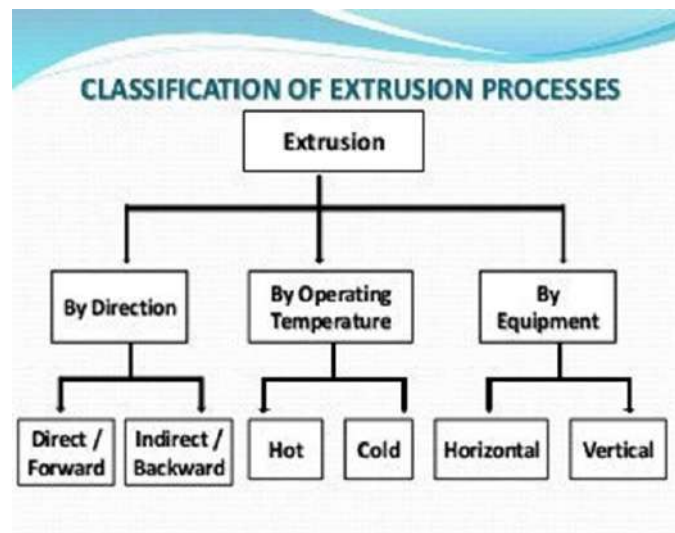 CLASSIFICATION OF EXTRUSION PROCESSES
Extrusion
By Direction
By Operating
Temperature
By
Equipment
Direct /
Forward
Indirect /
Backward
Hot
Cold
Horizontal
Vertical